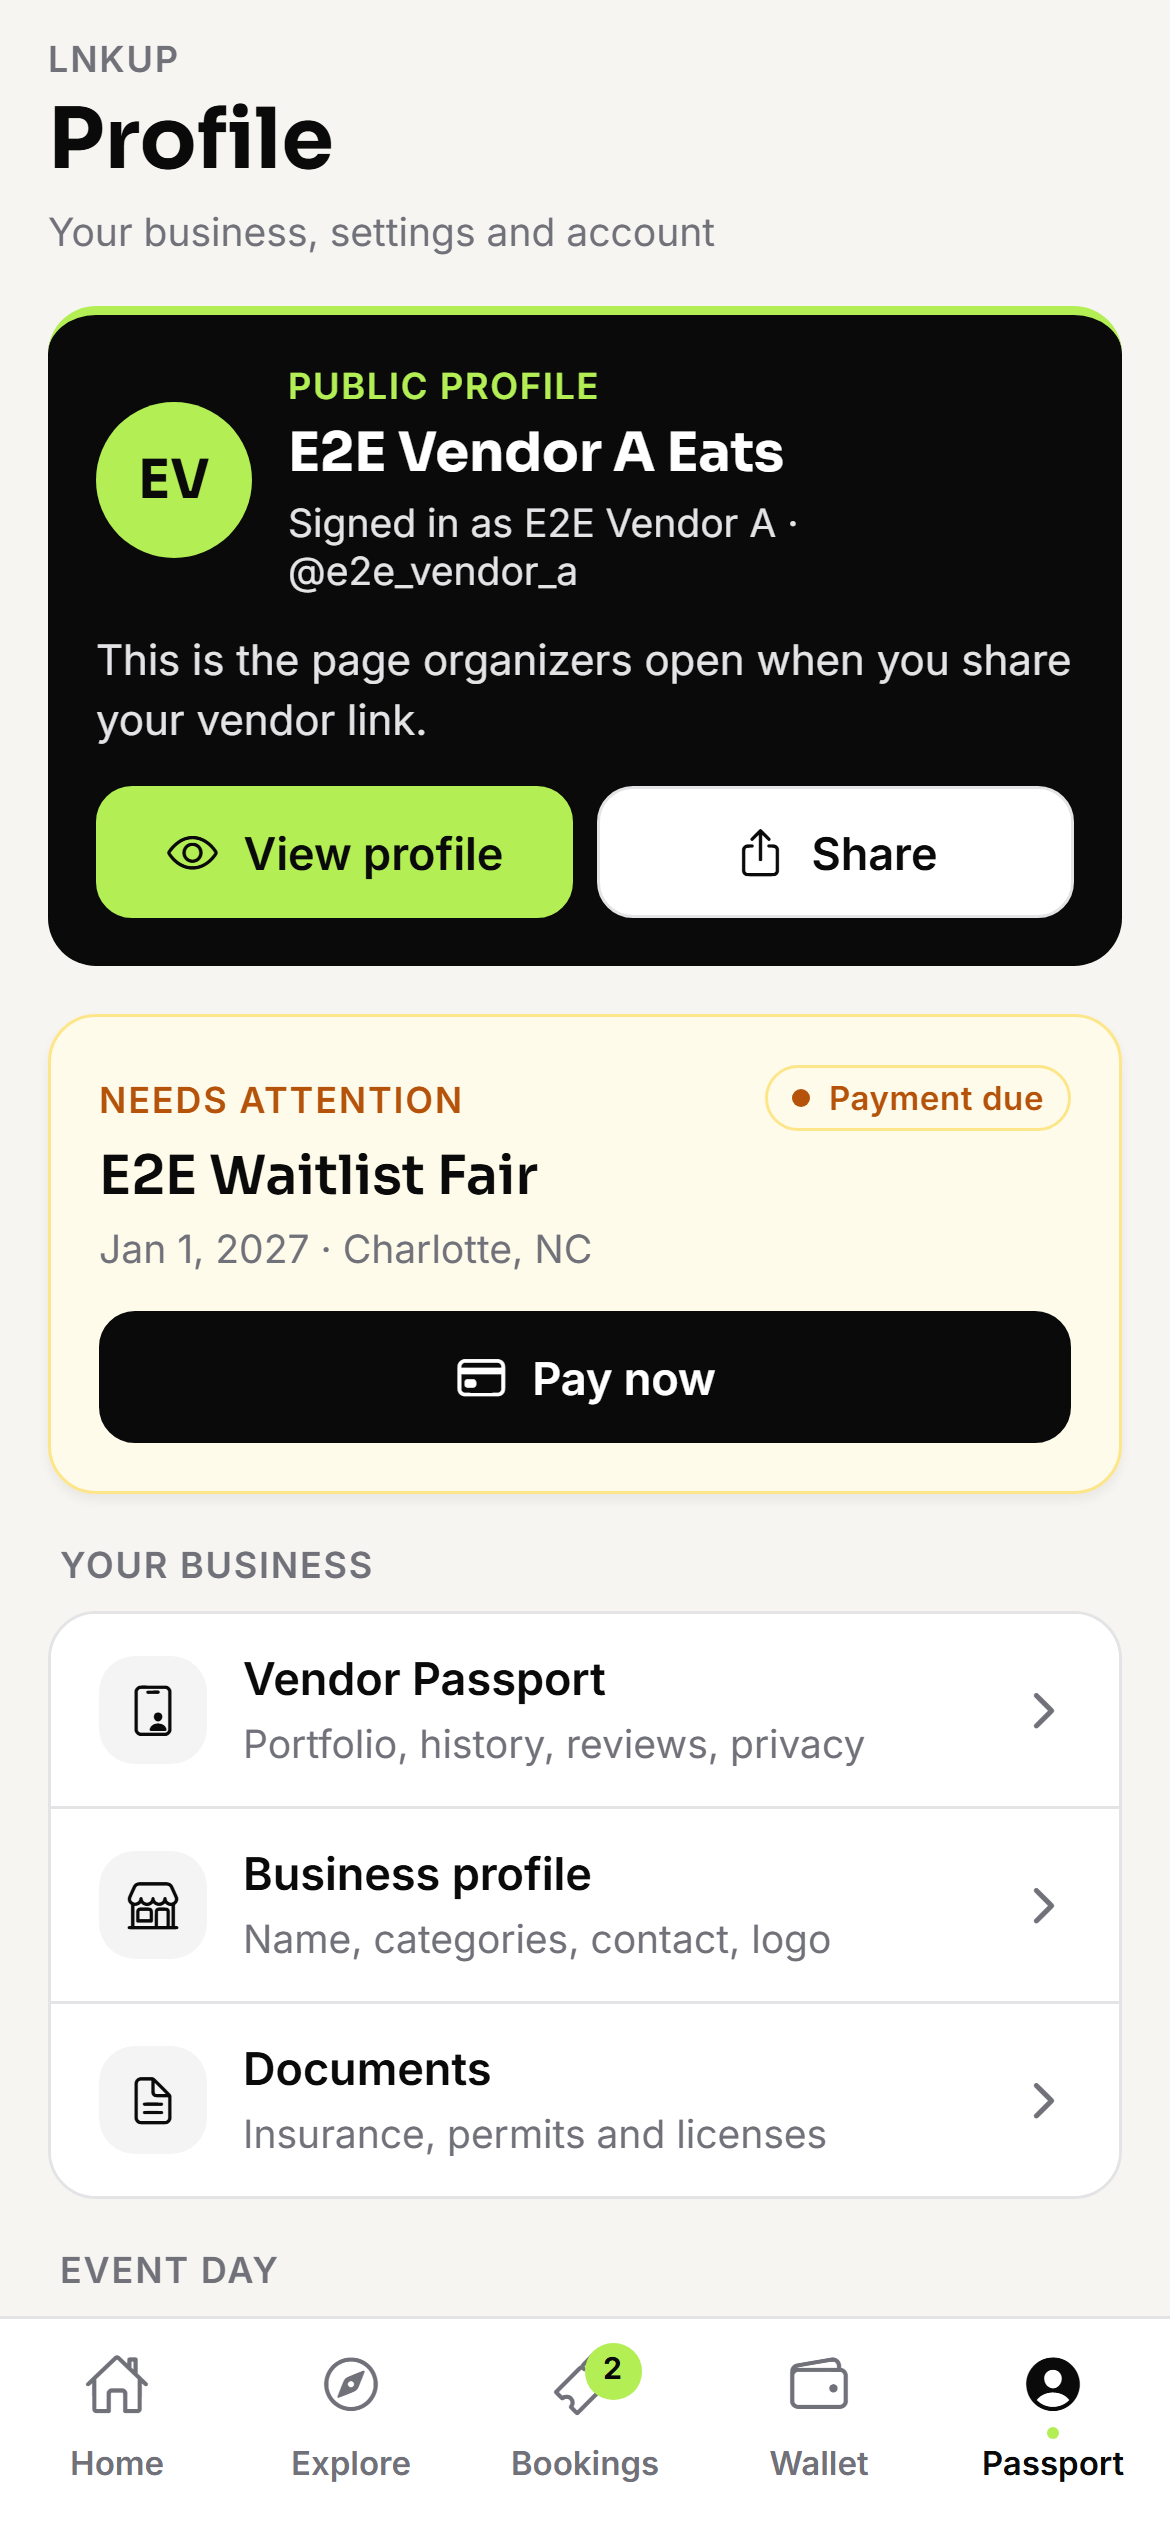 LNKUP
Profile
Your business, settings and account
PUBLIC PROFILE
EV
E2E Vendor A Eats
Signed in as E2E Vendor A ·
@e2e_vendor_a
This is the page organizers open when you share
your vendor link.
View profile
Share
NEEDS ATTENTION
Payment due
E2E Waitlist Fair
Jan 1, 2027 · Charlotte, NC
Pay now
YOUR BUSINESS
Vendor Passport
Portfolio, history, reviews, privacy
Business profile
Name, categories, contact, logo
Documents
Insurance, permits and licenses
EVENT DAY
2
Home
Explore
Bookings
Wallet
Passport